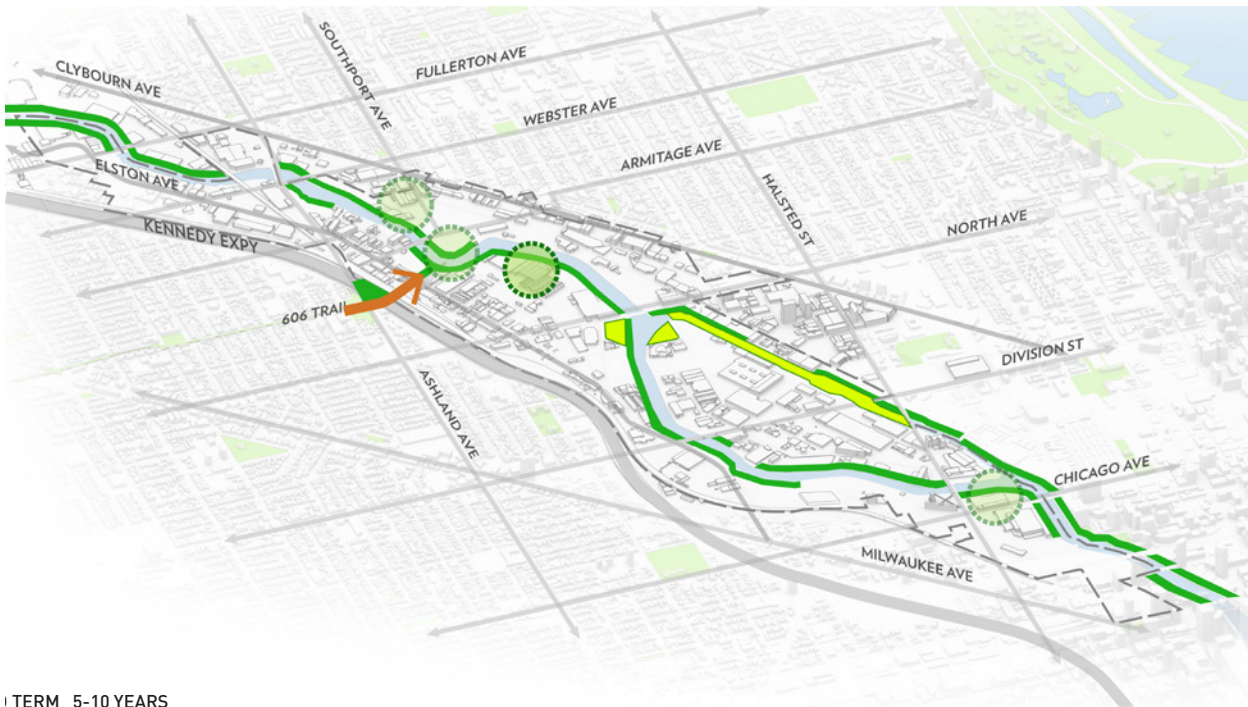 CLYBOURN AVE
SOUTHPORT AVE
FULLERTON AVE
WEBSTER AVE
ARMITAGE AVE
ELSTON AVE
HALSTED ST
NORTH AVE
KENNEDY EXPY
606 TRAIL
DIVISION ST
ASHLAND AVE
CHICAGO AVE
MILWAUKEE AVE
TERM 5-10 YEARS